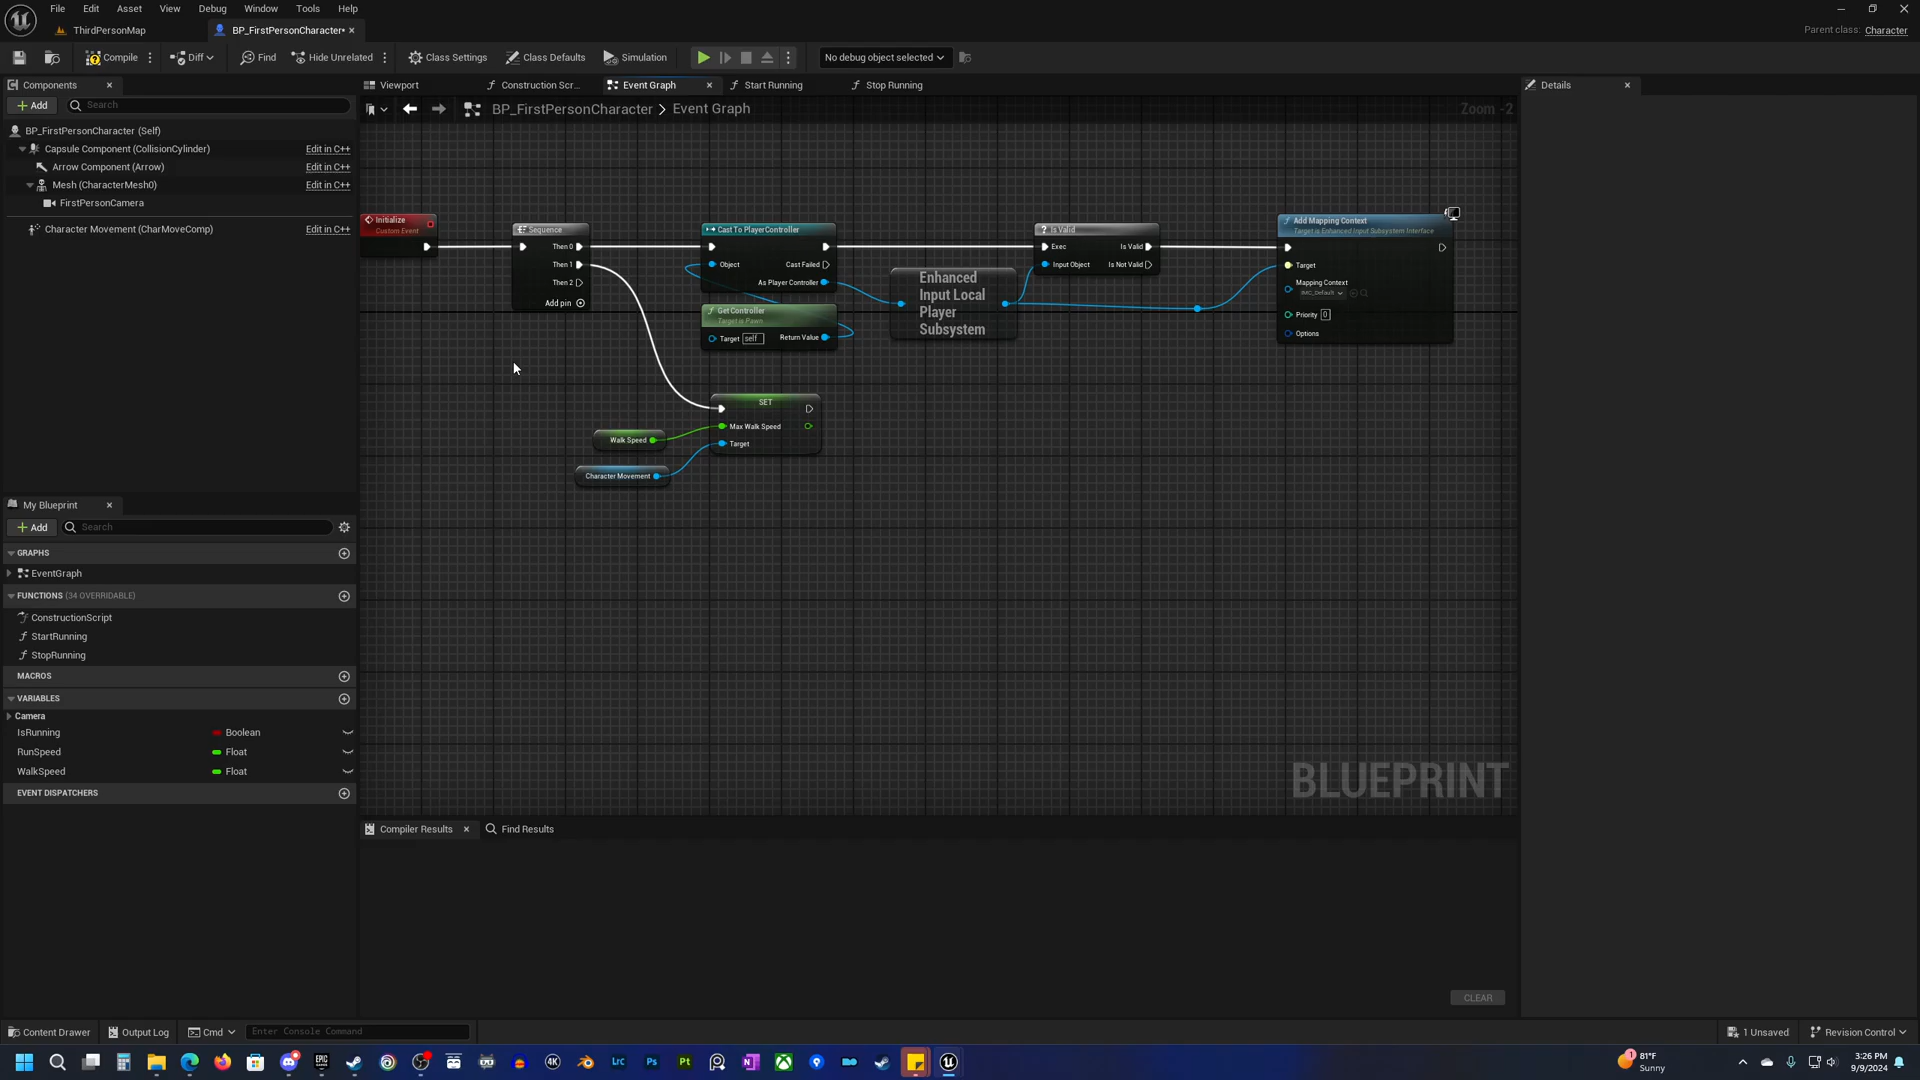 File Edit Asset View Debug Window Tools Help
ThirdPersonMap
BP_FirstPersonCharacter•
Parent class: Character
Compile
Diff
Find
Hide Unrelated
Class Settings
Class Defaults
Simulation
No debug object selected
Components
Add
Search
BP_FirstPersonCharacter (Self)
Capsule Component (CollisionCylinder) Edit in C++
Arrow Component (Arrow) Edit in C++
Mesh (CharacterMesh0) Edit in C++
FirstPersonCamera
Character Movement (CharMoveComp) Edit in C++
My Blueprint
Add
Search
GRAPHS
EventGraph
FUNCTIONS (34 OVERRIDABLE)
ConstructionScript
StartRunning
StopRunning
MACROS
VARIABLES
Camera
IsRunning Boolean
RunSpeed Float
WalkSpeed Float
EVENT DISPATCHERS
Viewport
Construction Scr...
Event Graph
Start Running
Stop Running
BP_FirstPersonCharacter > Event Graph
Zoom -2
Initialize
Custom Event
Sequence
Then 0
Then 1
Then 2
Add pin
Cast To PlayerController
Object
Cast Failed
As Player Controller
Get Controller
Target is Pawn
Target self
Return Value
Enhanced
Input Local
Player
Subsystem
Is Valid
Exec
Is Valid
Input Object
Is Not Valid
Add Mapping Context
Target is Enhanced Input Subsystem Interface
Target
Mapping Context
IMC_Default
Priority 0
Options
SET
Max Walk Speed
Target
Walk Speed
Character Movement
BLUEPRINT
Compiler Results
Find Results
CLEAR
Details
Content Drawer
Output Log
Cmd
Enter Console Command
1 Unsaved
Revision Control
81°F
Sunny
3:26 PM
9/9/2024